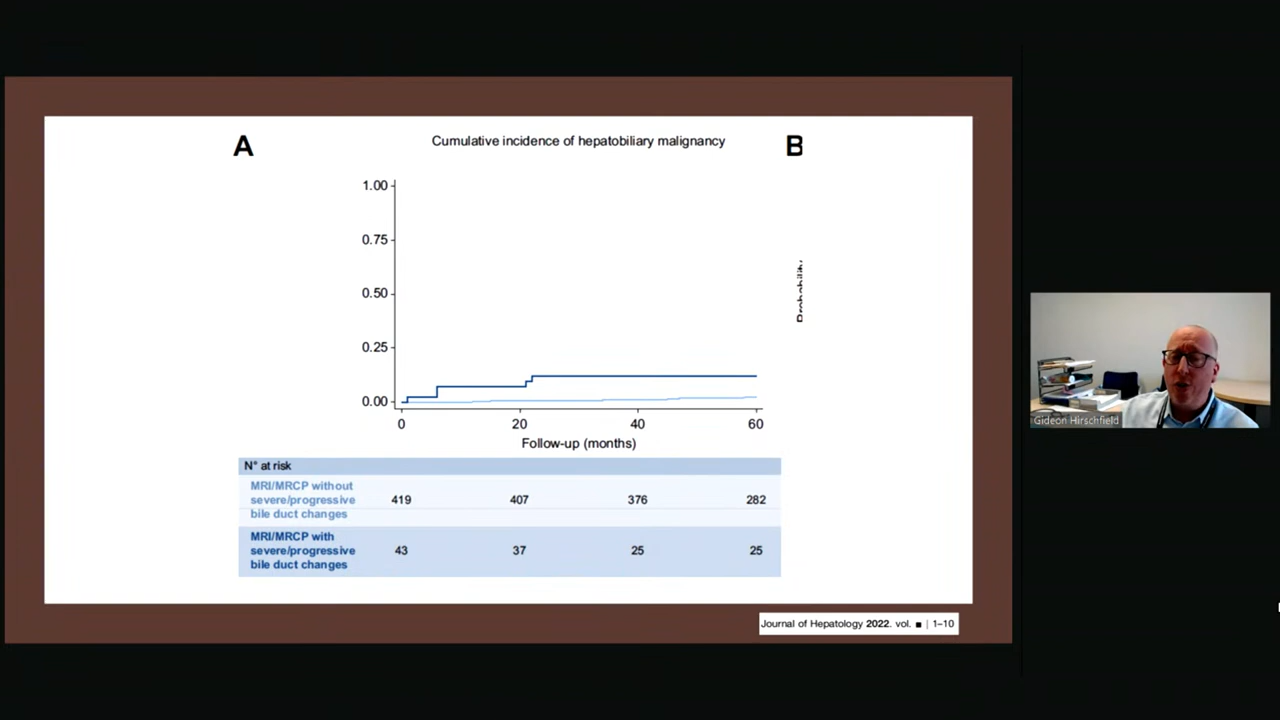 A
Cumulative incidence of hepatobiliary malignancy
B
1.00
0.75
0.50
0.25
0.00
0 20 40 60
Follow-up (months)
Probability
N° at risk
MRI/MRCP without
severe/progressive 419 407 376 282
bile duct changes
MRI/MRCP with
severe/progressive 43 37 25 25
bile duct changes
Journal of Hepatology 2022. vol. ■ | 1–10
Gideon Hirschfield